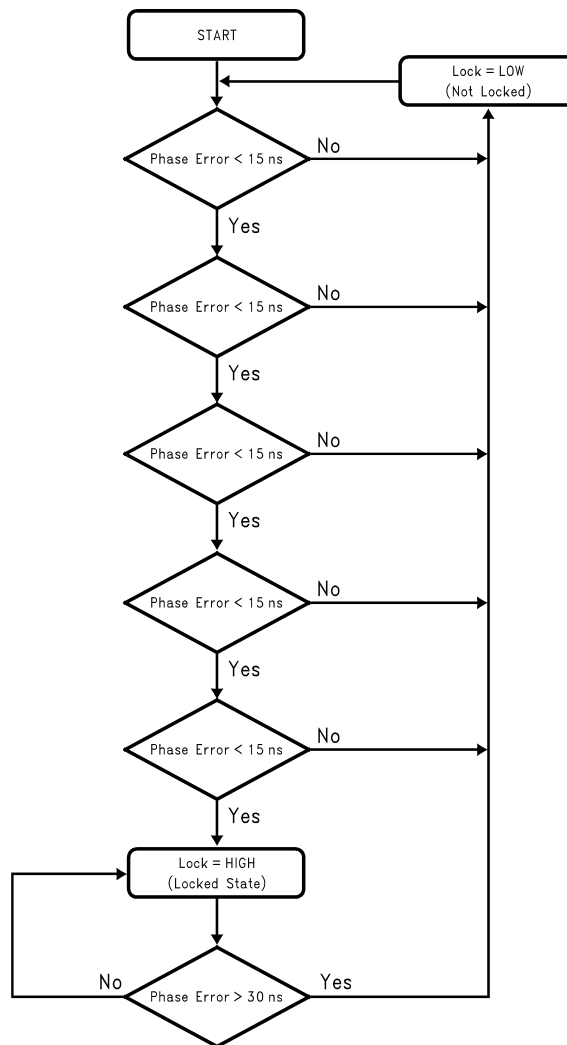 START
Lock = LOW
(Not Locked)
Phase Error < 15 ns
No
Yes
Phase Error < 15 ns
No
Yes
Phase Error < 15 ns
No
Yes
Phase Error < 15 ns
No
Yes
Phase Error < 15 ns
No
Yes
Lock = HIGH
(Locked State)
No
Phase Error > 30 ns
Yes